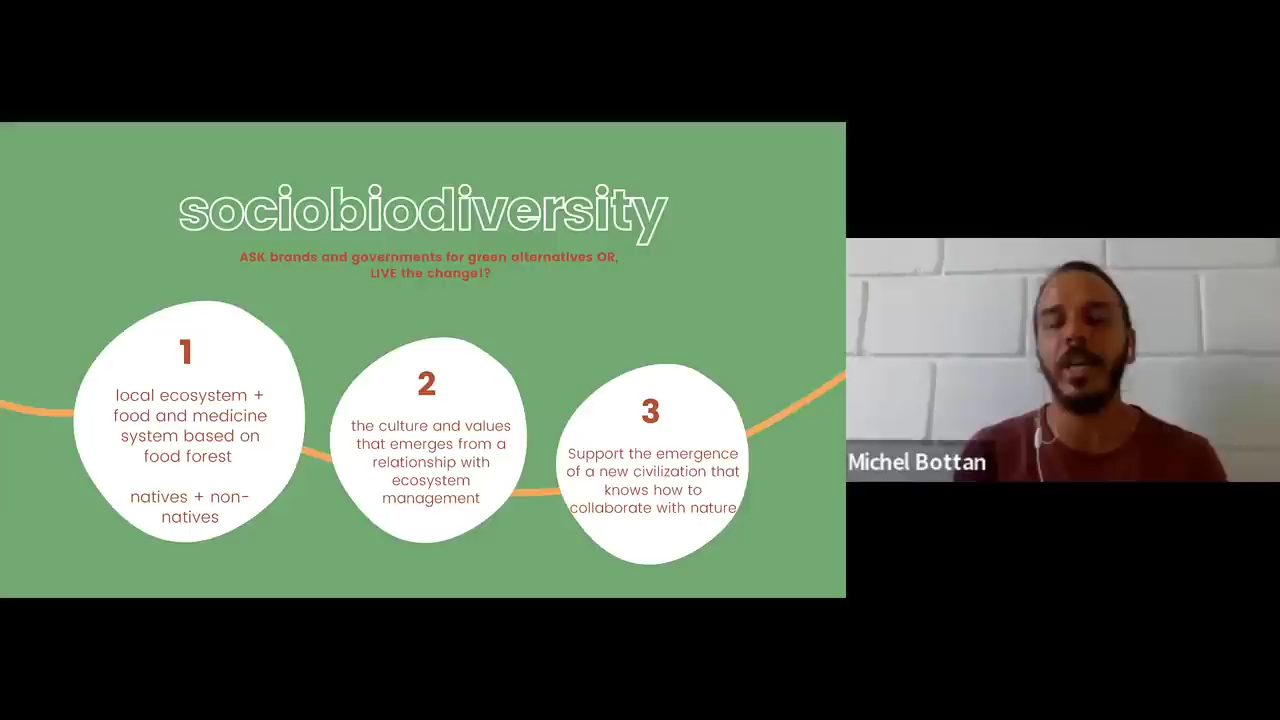 sociobiodiversity
ASK brands and governments for green alternatives OR,
LIVE the change!?
1
local ecosystem +
food and medicine
system based on
food forest
natives + non-
natives
2
the culture and values
that emerges from a
relationship with
ecosystem
management
3
Support the emergence
of a new civilization that
knows how to
collaborate with nature
Michel Bottan